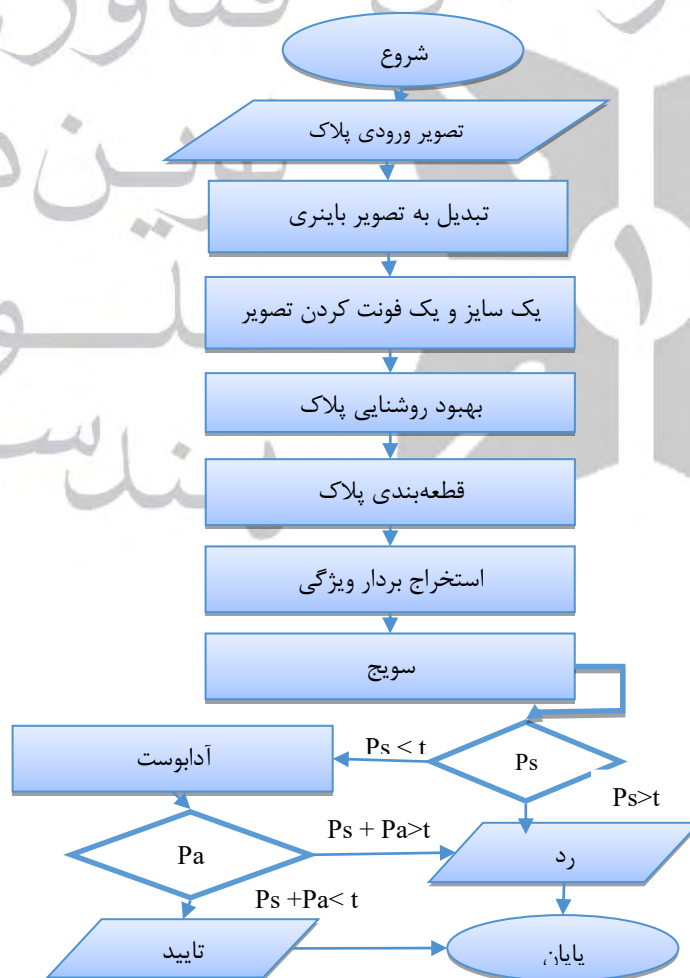 شروع
تصویر ورودی پلاک
تبدیل به تصویر باینری
یک سایز و یک فونت کردن تصویر
بهبود روشنایی پلاک
قطعه‌بندی پلاک
استخراج بردار ویژگی
سویج
Ps
Ps < t
Ps>t
آدابوست
Pa
Ps + Pa>t
رد
Ps +Pa< t
تایید
پایان